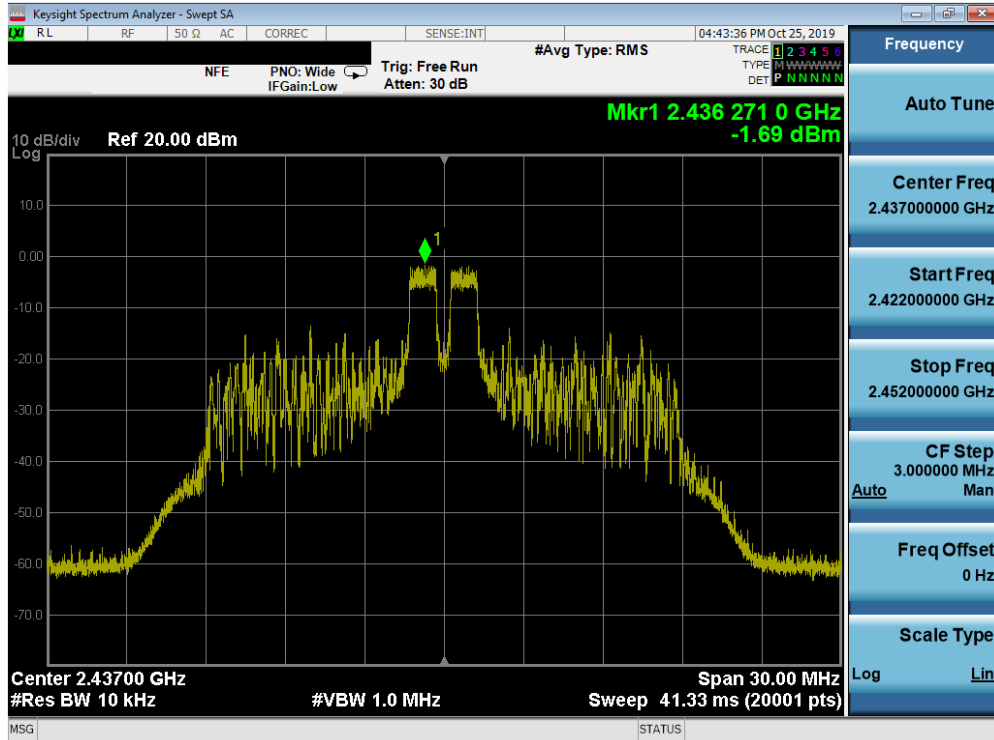 Keysight Spectrum Analyzer - Swept SA
LXI RL RF 50 Ω AC CORREC SENSE:INT 04:43:36 PM Oct 25, 2019
#Avg Type: RMS TRACE 1 2 3 4 5 6
NFE PNO: Wide Trig: Free Run TYPE M WWWWW
IFGain:Low Atten: 30 dB DET P N N N N N
Mkr1 2.436 271 0 GHz
-1.69 dBm
10 dB/div Ref 20.00 dBm
Log
10.0
1
0.00
-10.0
-20.0
-30.0
-40.0
-50.0
-60.0
-70.0
Center 2.43700 GHz Span 30.00 MHz
#Res BW 10 kHz #VBW 1.0 MHz Sweep 41.33 ms (20001 pts)
MSG STATUS
Frequency
Auto Tune
Center Freq
2.437000000 GHz
Start Freq
2.422000000 GHz
Stop Freq
2.452000000 GHz
CF Step
3.000000 MHz
Auto Man
Freq Offset
0 Hz
Scale Type
Log Lin